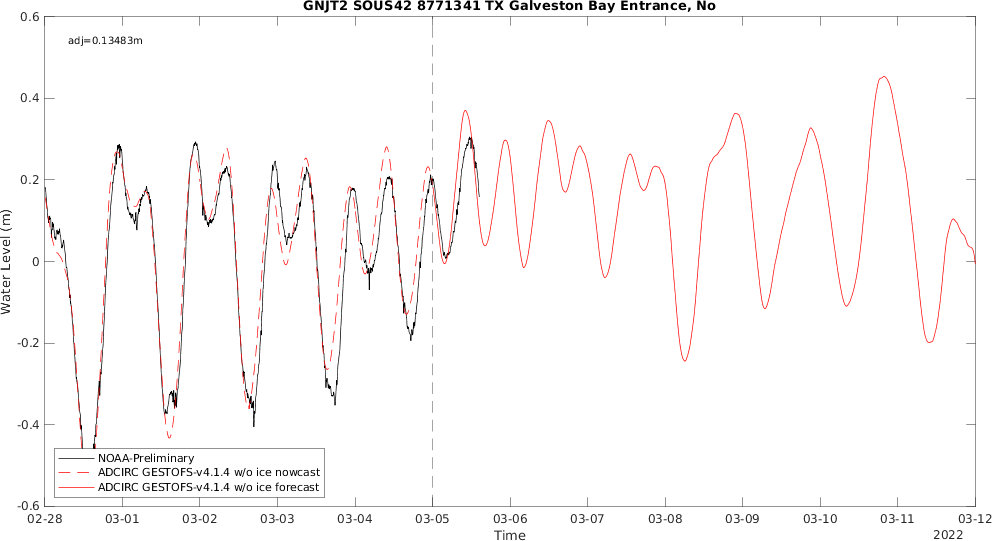 GNJT2 SOUS42 8771341 TX Galveston Bay Entrance, No
adj=0.13483m
Water Level (m)
0.6
0.4
0.2
0
-0.2
-0.4
-0.6
NOAA-Preliminary
ADCIRC GESTOFS-v4.1.4 w/o ice nowcast
ADCIRC GESTOFS-v4.1.4 w/o ice forecast
02-28 03-01 03-02 03-03 03-04 03-05 03-06 03-07 03-08 03-09 03-10 03-11 03-12
Time
2022